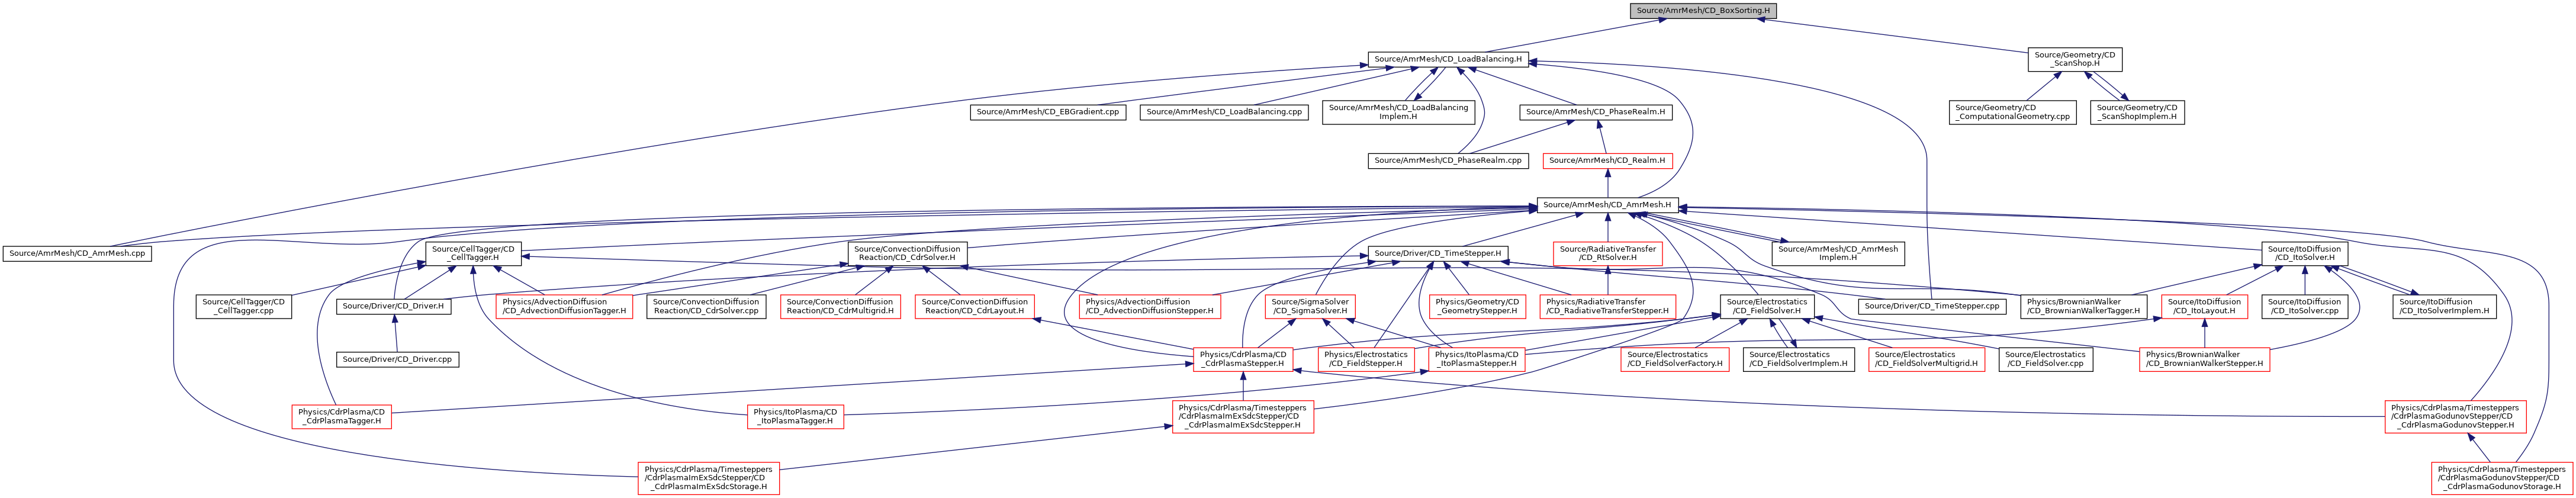 Source/AmrMesh/CD_BoxSorting.H
Source/AmrMesh/CD_LoadBalancing.H
Source/Geometry/CD
_ScanShop.H
Source/AmrMesh/CD_EBGradient.cpp
Source/AmrMesh/CD_LoadBalancing.cpp
Source/AmrMesh/CD_LoadBalancing
Implem.H
Source/AmrMesh/CD_PhaseRealm.H
Source/Geometry/CD
_ComputationalGeometry.cpp
Source/Geometry/CD
_ScanShopImplem.H
Source/AmrMesh/CD_PhaseRealm.cpp
Source/AmrMesh/CD_Realm.H
Source/AmrMesh/CD_AmrMesh.H
Source/AmrMesh/CD_AmrMesh.cpp
Source/CellTagger/CD
_CellTagger.H
Source/ConvectionDiffusion
Reaction/CD_CdrSolver.H
Source/Driver/CD_TimeStepper.H
Source/RadiativeTransfer
/CD_RtSolver.H
Source/AmrMesh/CD_AmrMesh
Implem.H
Source/ItoDiffusion
/CD_ItoSolver.H
Source/CellTagger/CD
_CellTagger.cpp
Source/Driver/CD_Driver.H
Physics/AdvectionDiffusion
/CD_AdvectionDiffusionTagger.H
Source/ConvectionDiffusion
Reaction/CD_CdrSolver.cpp
Source/ConvectionDiffusion
Reaction/CD_CdrMultigrid.H
Source/ConvectionDiffusion
Reaction/CD_CdrLayout.H
Physics/AdvectionDiffusion
/CD_AdvectionDiffusionStepper.H
Source/SigmaSolver
/CD_SigmaSolver.H
Physics/Geometry/CD
_GeometryStepper.H
Physics/RadiativeTransfer
/CD_RadiativeTransferStepper.H
Source/Electrostatics
/CD_FieldSolver.H
Source/Driver/CD_TimeStepper.cpp
Physics/BrownianWalker
/CD_BrownianWalkerTagger.H
Source/ItoDiffusion
/CD_ItoLayout.H
Source/ItoDiffusion
/CD_ItoSolver.cpp
Source/ItoDiffusion
/CD_ItoSolverImplem.H
Source/Driver/CD_Driver.cpp
Physics/CdrPlasma/CD
_CdrPlasmaStepper.H
Physics/Electrostatics
/CD_FieldStepper.H
Physics/ItoPlasma/CD
_ItoPlasmaStepper.H
Source/Electrostatics
/CD_FieldSolverFactory.H
Source/Electrostatics
/CD_FieldSolverImplem.H
Source/Electrostatics
/CD_FieldSolverMultigrid.H
Source/Electrostatics
/CD_FieldSolver.cpp
Physics/BrownianWalker
/CD_BrownianWalkerStepper.H
Physics/CdrPlasma/CD
_CdrPlasmaTagger.H
Physics/ItoPlasma/CD
_ItoPlasmaTagger.H
Physics/CdrPlasma/Timesteppers
/CdrPlasmaImExSdcStepper/CD
_CdrPlasmaImExSdcStepper.H
Physics/CdrPlasma/Timesteppers
/CdrPlasmaGodunovStepper/CD
_CdrPlasmaGodunovStepper.H
Physics/CdrPlasma/Timesteppers
/CdrPlasmaImExSdcStepper/CD
_CdrPlasmaImExSdcStorage.H
Physics/CdrPlasma/Timesteppers
/CdrPlasmaGodunovStepper/CD
_CdrPlasmaGodunovStorage.H